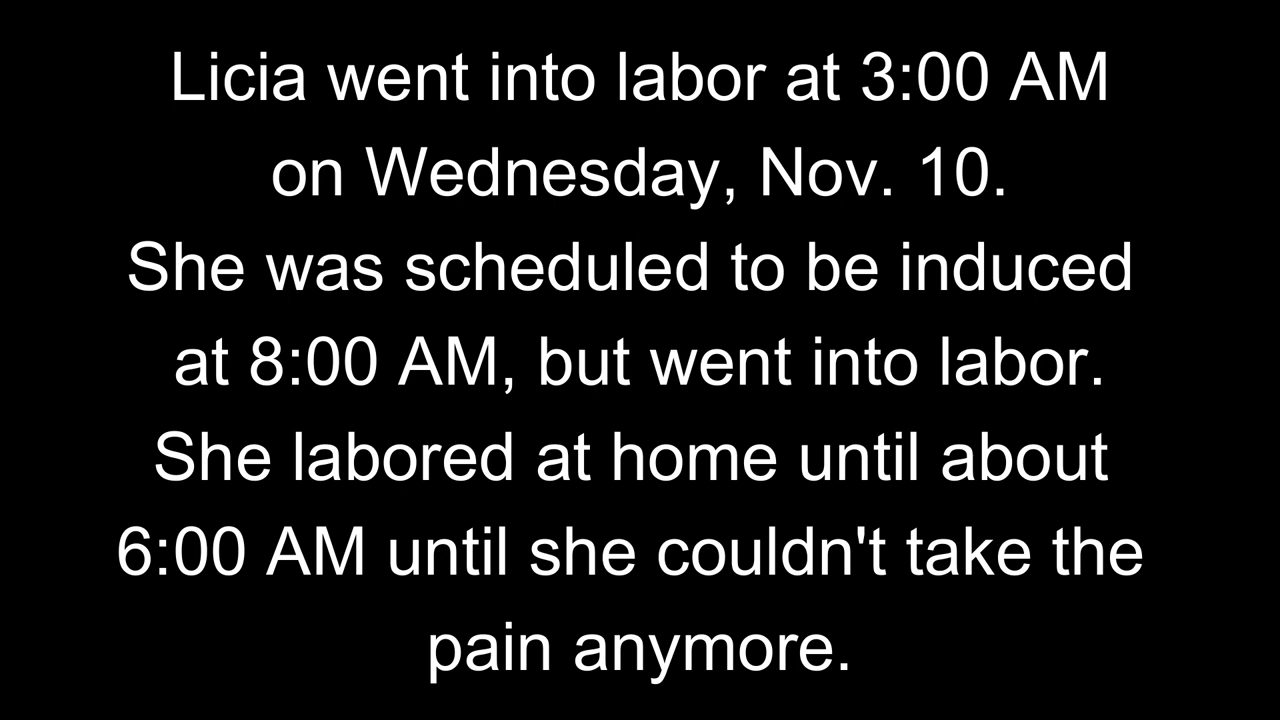 Licia went into labor at 3:00 AM
on Wednesday, Nov. 10.
She was scheduled to be induced
at 8:00 AM, but went into labor.
She labored at home until about
6:00 AM until she couldn't take the
pain anymore.